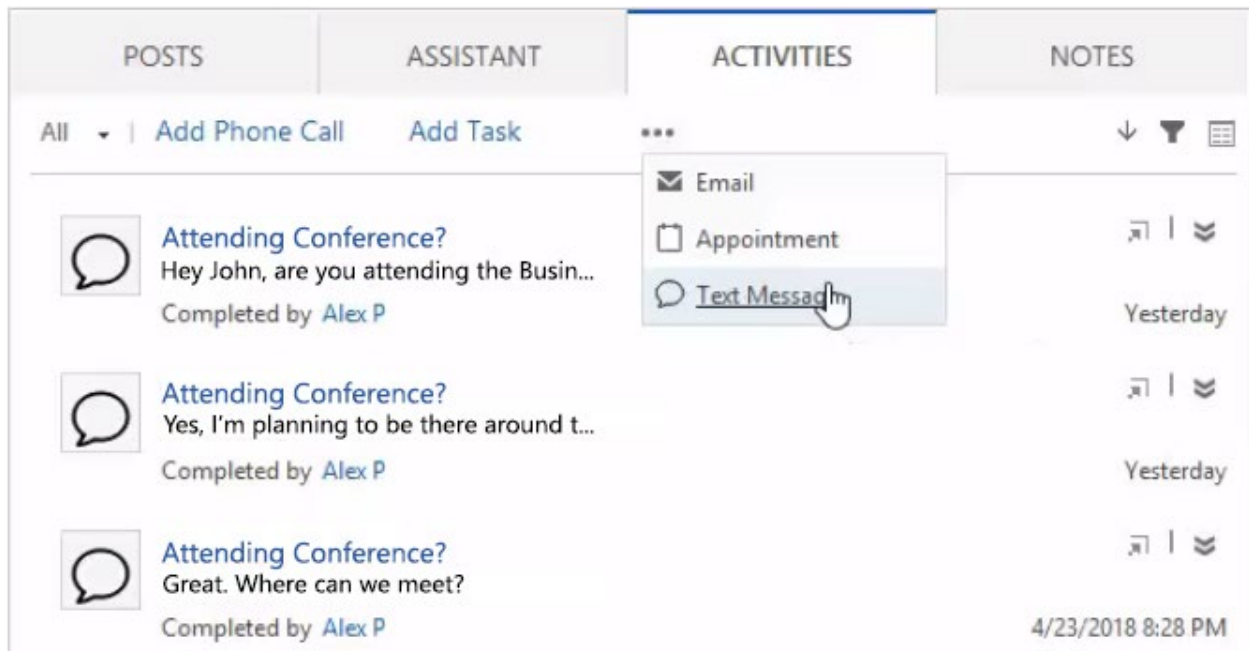 POSTS ASSISTANT ACTIVITIES NOTES
All | Add Phone Call Add Task •••
Email
Appointment
Text Message
Attending Conference?
Hey John, are you attending the Busin...
Completed by Alex P
Yesterday
Attending Conference?
Yes, I'm planning to be there around t...
Completed by Alex P
Yesterday
Attending Conference?
Great. Where can we meet?
Completed by Alex P
4/23/2018 8:28 PM